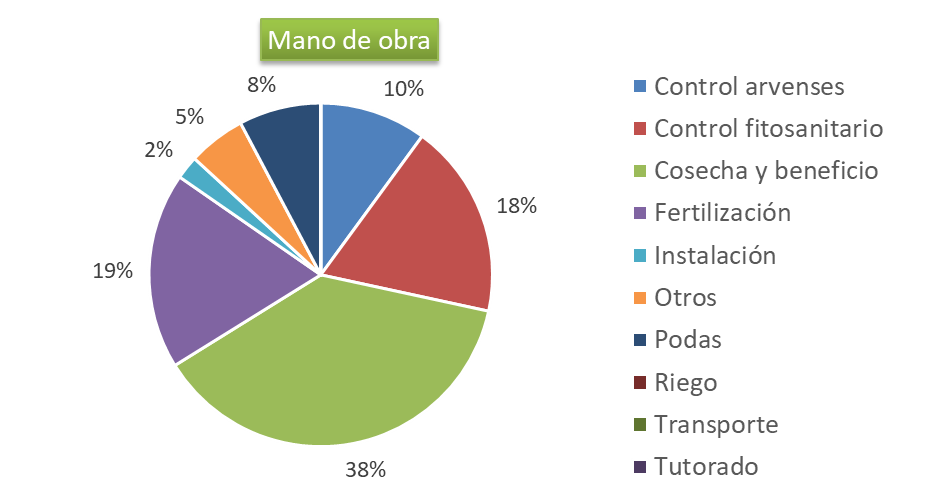 Mano de obra
10%
18%
38%
19%
2%
5%
8%
Control arvenses
Control fitosanitario
Cosecha y beneficio
Fertilización
Instalación
Otros
Podas
Riego
Transporte
Tutorado